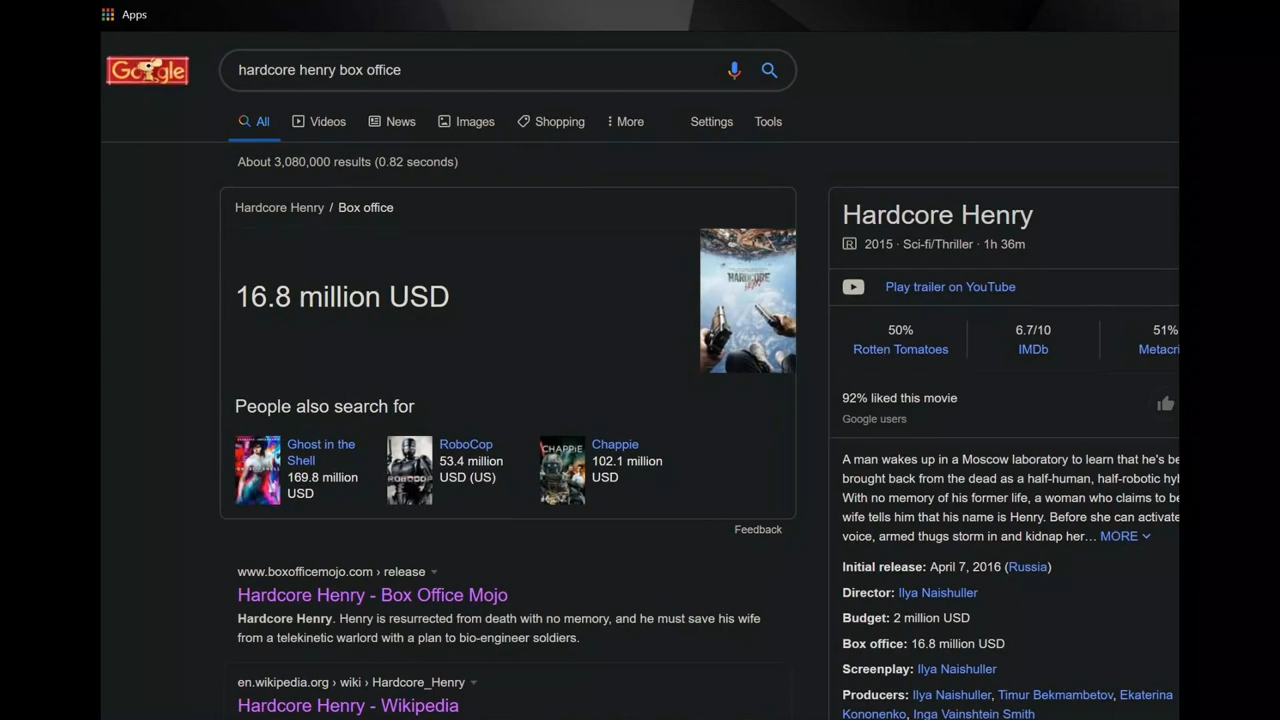 Apps
Google
hardcore henry box office
All Videos News Images Shopping More Settings Tools
About 3,080,000 results (0.82 seconds)
Hardcore Henry / Box office
16.8 million USD
HARDCORE
HENRY
People also search for
Ghost in the
Shell
169.8 million
USD
RoboCop
53.4 million
USD (US)
CHAPPiE
Chappie
102.1 million
USD
Feedback
www.boxofficemojo.com › release
Hardcore Henry - Box Office Mojo
Hardcore Henry. Henry is resurrected from death with no memory, and he must save his wife
from a telekinetic warlord with a plan to bio-engineer soldiers.
en.wikipedia.org › wiki › Hardcore_Henry
Hardcore Henry - Wikipedia
Hardcore Henry
R 2015 · Sci-fi/Thriller · 1h 36m
Play trailer on YouTube
50% 6.7/10 51%
Rotten Tomatoes IMDb Metacri
92% liked this movie
Google users
A man wakes up in a Moscow laboratory to learn that he's be
brought back from the dead as a half-human, half-robotic hyb
With no memory of his former life, a woman who claims to be
wife tells him that his name is Henry. Before she can activate
voice, armed thugs storm in and kidnap her… MORE
Initial release: April 7, 2016 (Russia)
Director: Ilya Naishuller
Budget: 2 million USD
Box office: 16.8 million USD
Screenplay: Ilya Naishuller
Producers: Ilya Naishuller, Timur Bekmambetov, Ekaterina
Kononenko, Inga Vainshtein Smith